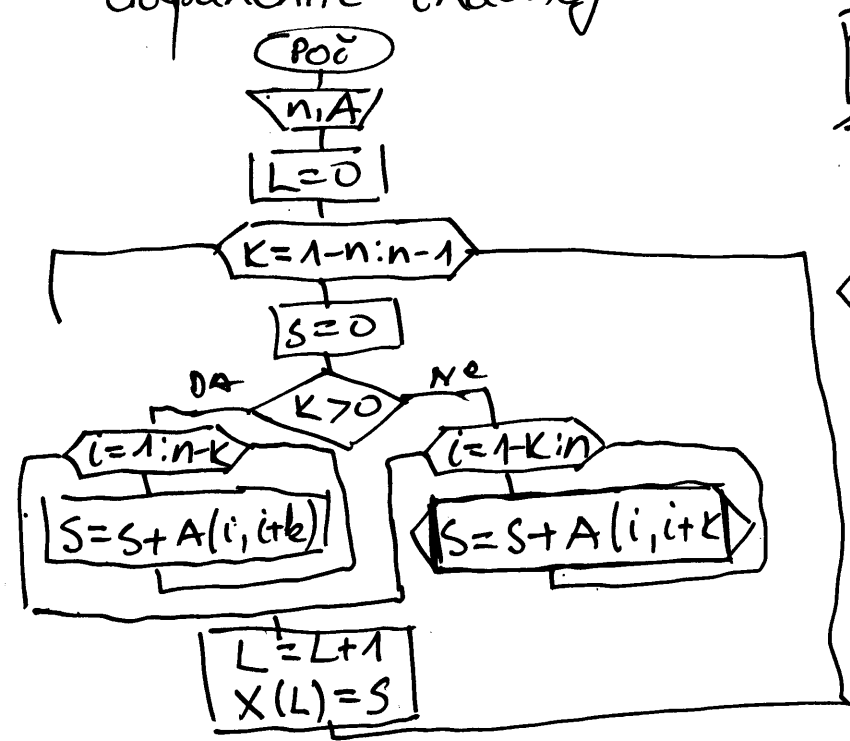 Poč
n, A
L=0
K=1-n:n-1
S=0
K>0
DA
Ne
i=1:n-k
i=1-K:n
S=S+A(i,i+k)
S=S+A(i,i+k
L=L+1
X(L)=S